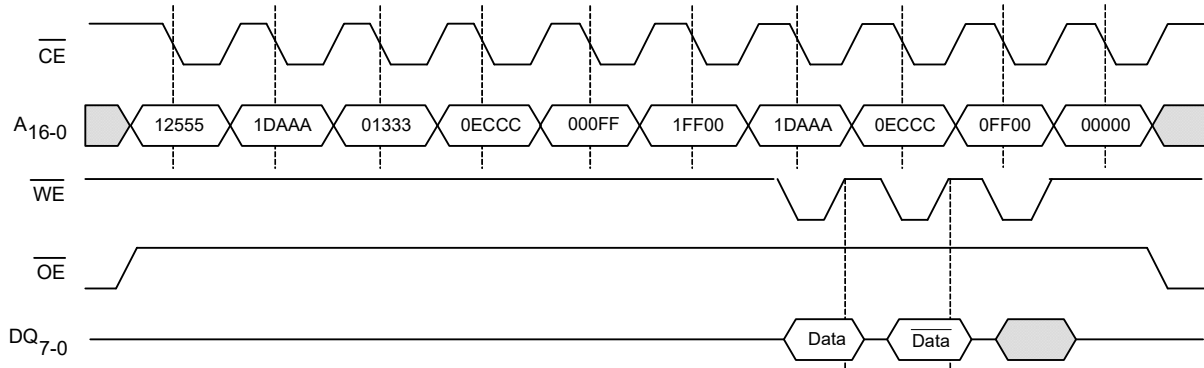 CE
A16-0 12555 1DAAA 01333 0ECCC 000FF 1FF00 1DAAA 0ECCC 0FF00 00000
WE
OE
DQ7-0 Data Data